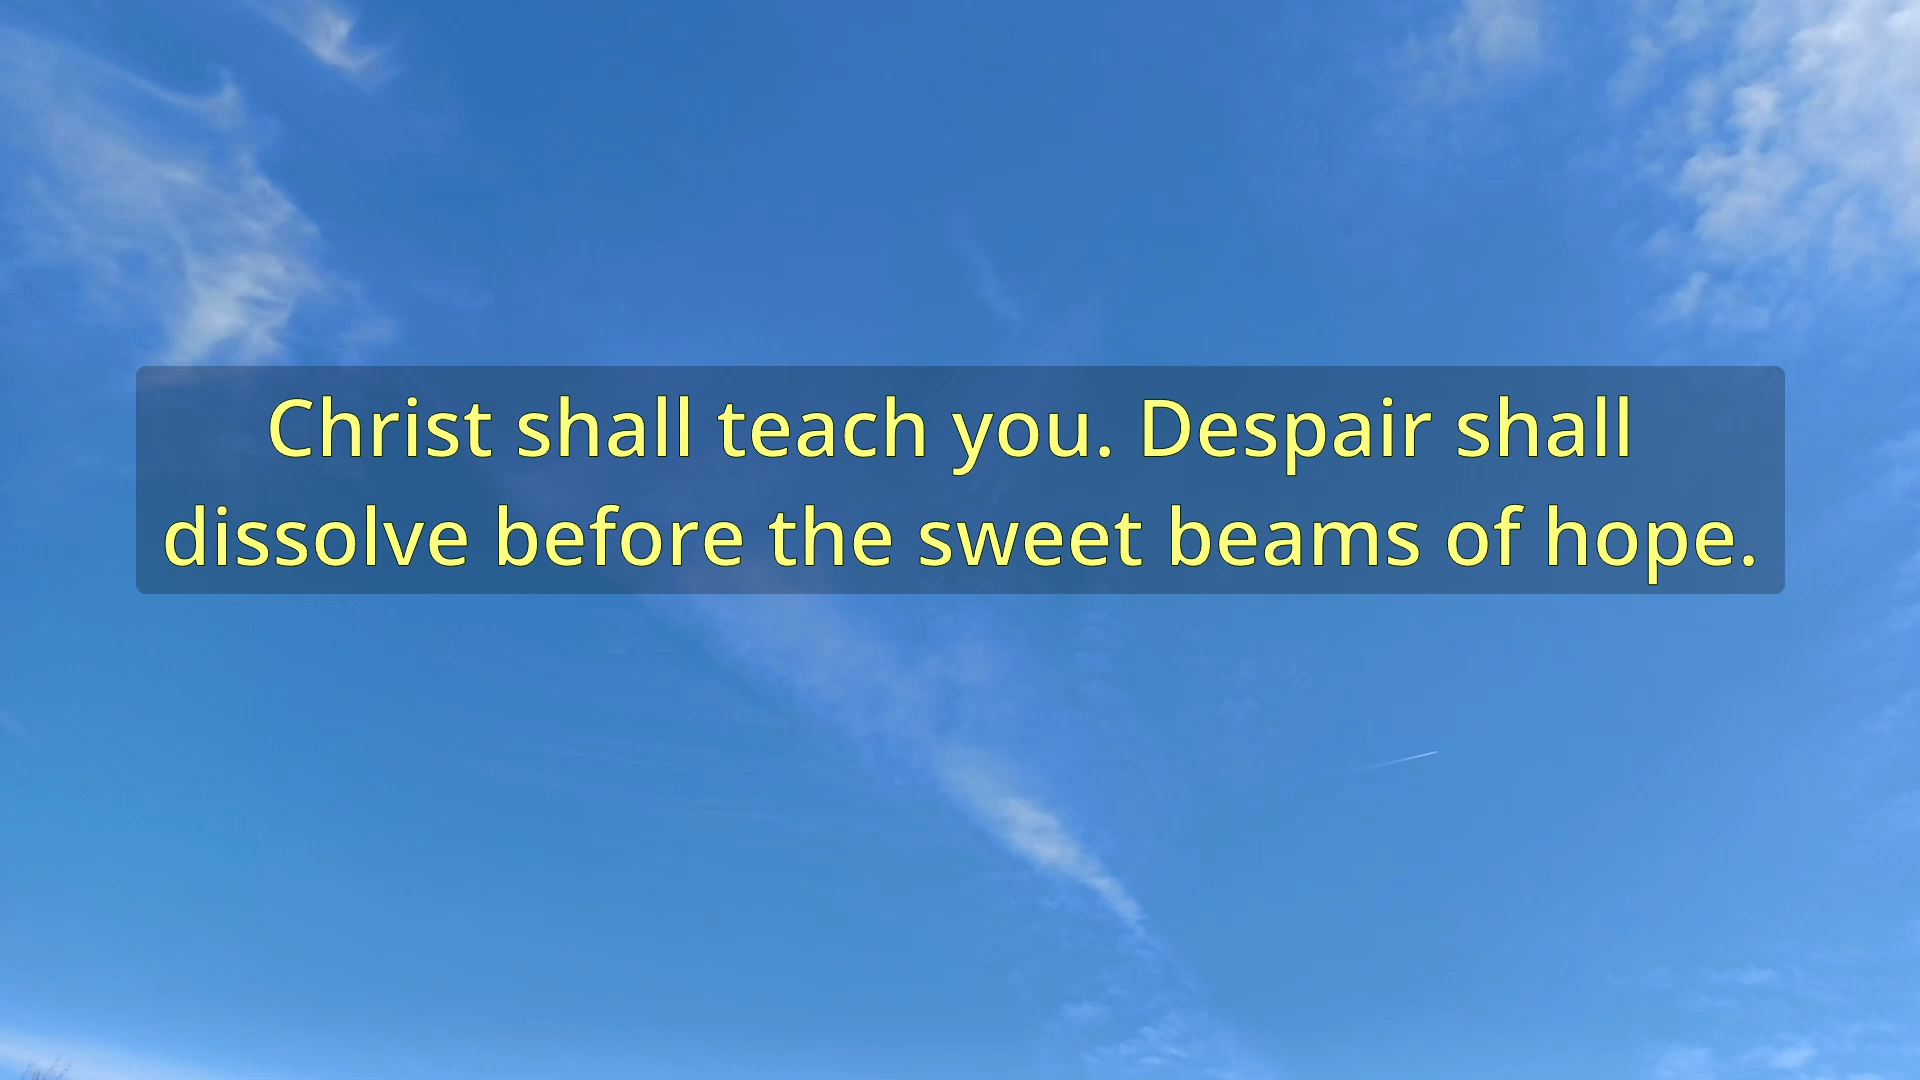 Christ shall teach you. Despair shall
dissolve before the sweet beams of hope.